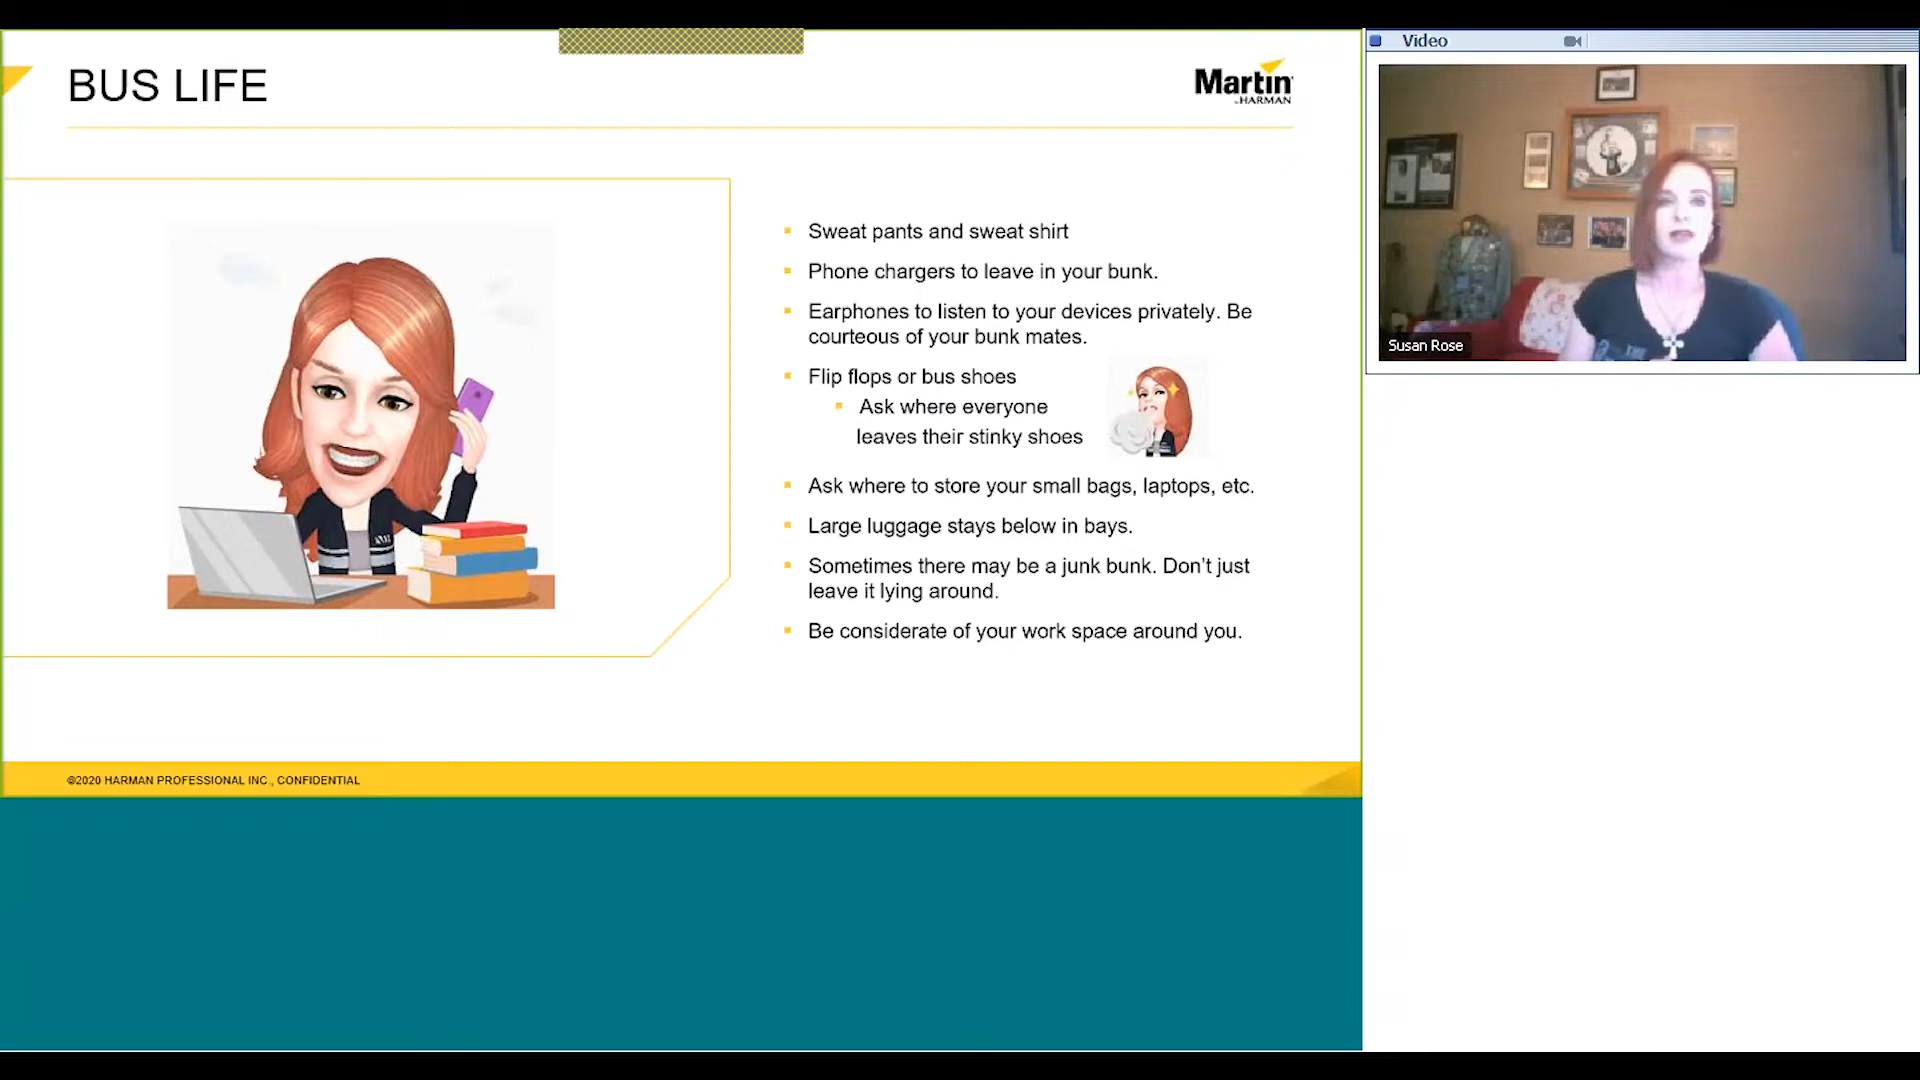 BUS LIFE
Martin
by HARMAN
Sweat pants and sweat shirt
Phone chargers to leave in your bunk.
Earphones to listen to your devices privately. Be
courteous of your bunk mates.
Flip flops or bus shoes
Ask where everyone
leaves their stinky shoes
Ask where to store your small bags, laptops, etc.
Large luggage stays below in bays.
Sometimes there may be a junk bunk. Don't just
leave it lying around.
Be considerate of your work space around you.
©2020 HARMAN PROFESSIONAL INC., CONFIDENTIAL
Video
Susan Rose